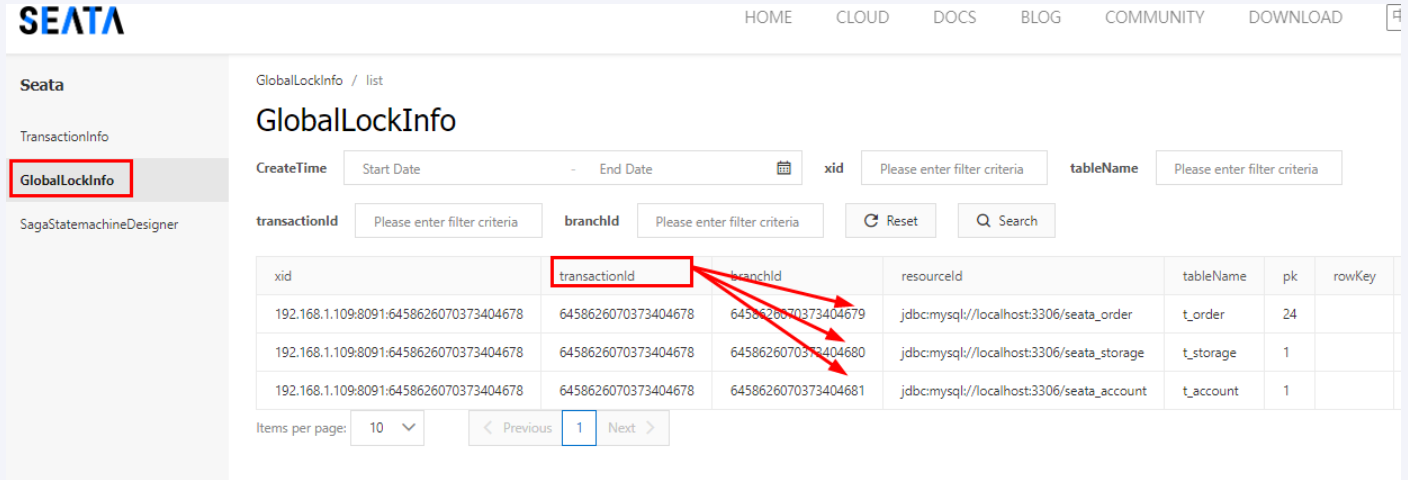 SEATA HOME CLOUD DOCS BLOG COMMUNITY DOWNLOAD 中
Seata
TransactionInfo
GlobalLockInfo
SagaStatemachineDesigner
GlobalLockInfo / list
GlobalLockInfo
CreateTime Start Date - End Date xid Please enter filter criteria tableName Please enter filter criteria
transactionId Please enter filter criteria branchId Please enter filter criteria Reset Search
xid transactionId branchId resourceId tableName pk rowKey
192.168.1.109:8091:6458626070373404678 6458626070373404678 6458626070373404679 jdbc:mysql://localhost:3306/seata_order t_order 24
192.168.1.109:8091:6458626070373404678 6458626070373404678 6458626070373404680 jdbc:mysql://localhost:3306/seata_storage t_storage 1
192.168.1.109:8091:6458626070373404678 6458626070373404678 6458626070373404681 jdbc:mysql://localhost:3306/seata_account t_account 1
Items per page: 10 Previous 1 Next